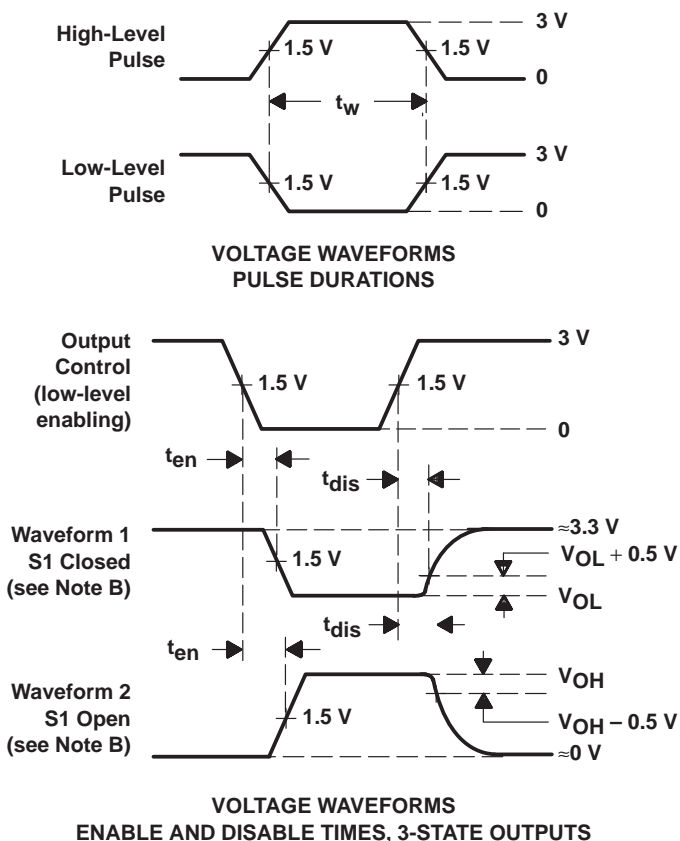 High-Level
Pulse
1.5 V
1.5 V
3 V
0
tw
Low-Level
Pulse
1.5 V
1.5 V
3 V
0
VOLTAGE WAVEFORMS
PULSE DURATIONS
Output
Control
(low-level
enabling)
1.5 V
1.5 V
3 V
0
ten
tdis
Waveform 1
S1 Closed
(see Note B)
1.5 V
≈3.3 V
VOL + 0.5 V
VOL
ten
tdis
Waveform 2
S1 Open
(see Note B)
1.5 V
VOH
VOH − 0.5 V
≈0 V
VOLTAGE WAVEFORMS
ENABLE AND DISABLE TIMES, 3-STATE OUTPUTS